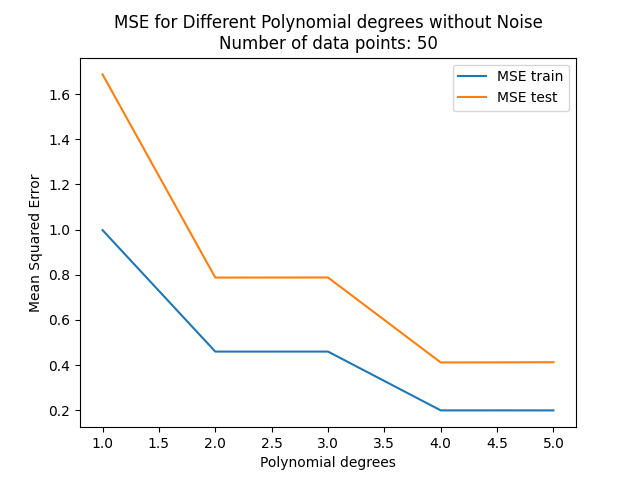 MSE for Different Polynomial degrees without Noise
Number of data points: 50
MSE train
MSE test
Mean Squared Error
1.6
1.4
1.2
1.0
0.8
0.6
0.4
0.2
1.0 1.5 2.0 2.5 3.0 3.5 4.0 4.5 5.0
Polynomial degrees